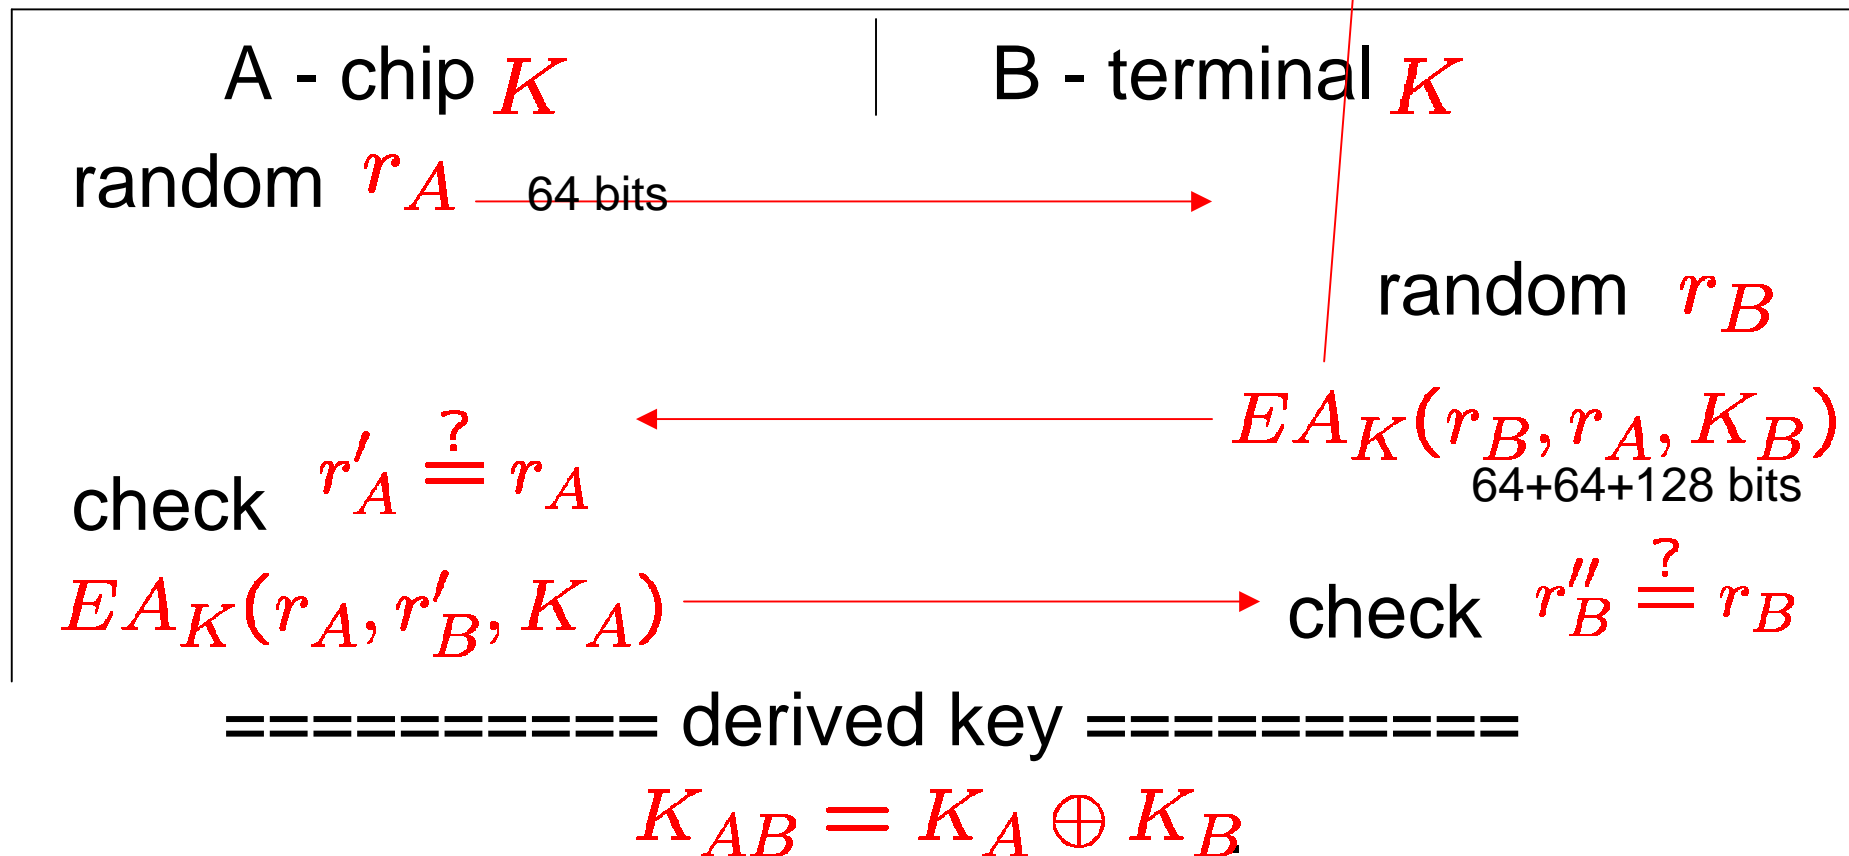 A - chip K B - terminal K
random r_A 64 bits
random r_B
EA_K(r_B, r_A, K_B)
64+64+128 bits
check r'_A ?= r_A
EA_K(r_A, r'_B, K_A) check r''_B ?= r_B
========== derived key ==========
K_AB = K_A ⊕ K_B